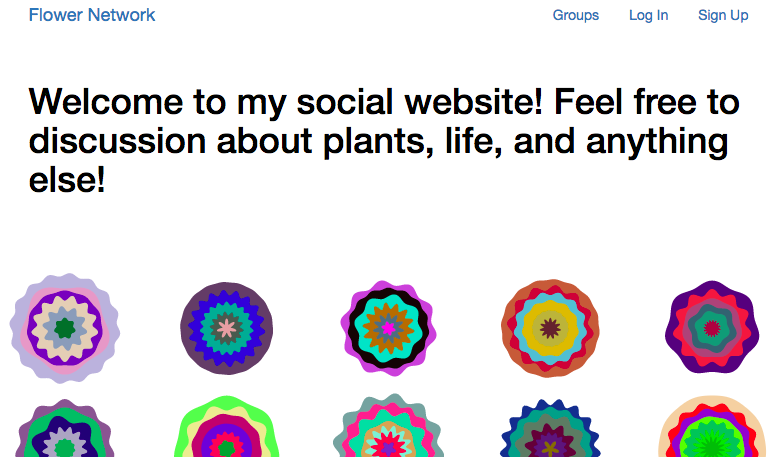 Flower Network Groups Log In Sign Up
Welcome to my social website! Feel free to
discussion about plants, life, and anything
else!